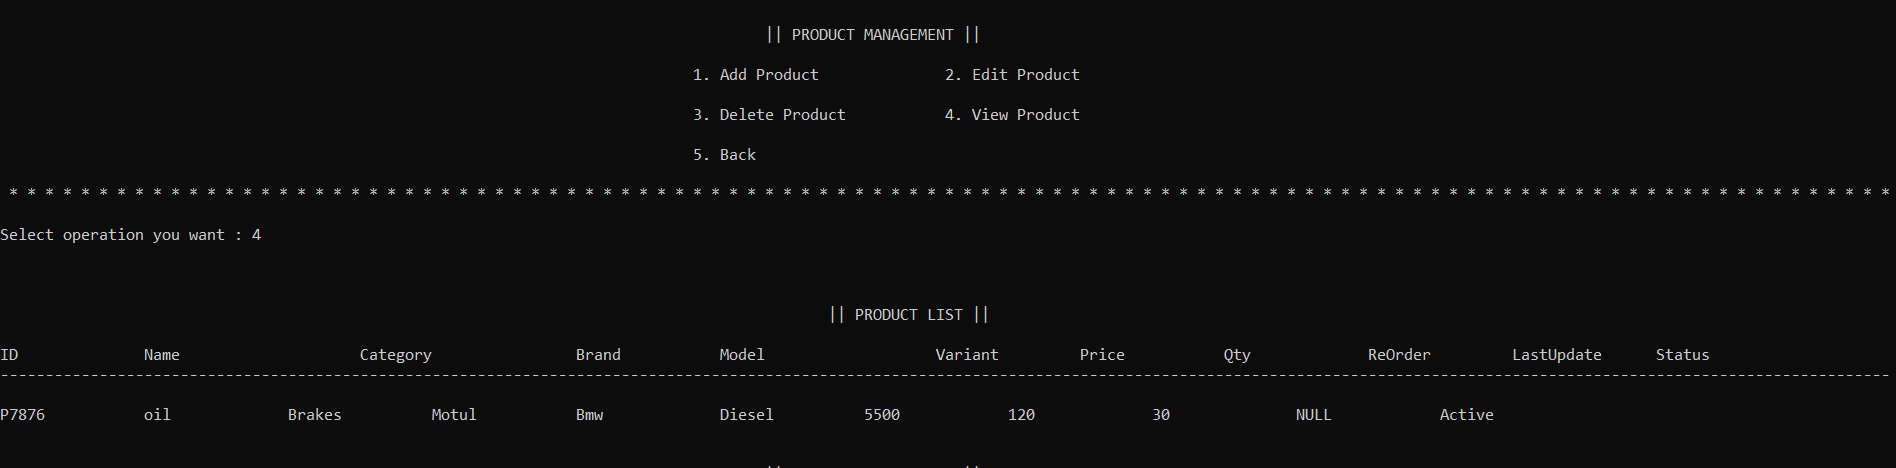 || PRODUCT MANAGEMENT ||
1. Add Product 2. Edit Product
3. Delete Product 4. View Product
5. Back
* * * * * * * * * * * * * * * * * * * * * * * * * * * * * * * * * * * * * * * * * * * * * * * * * * * * * * * * * * * * * * * * * * * * * * * * * * * * * * * * * * * * * * * * * * * * * * * * * * * * * * * * *
Select operation you want : 4
|| PRODUCT LIST ||
ID Name Category Brand Model Variant Price Qty ReOrder LastUpdate Status
------------------------------------------------------------------------------------------------------------------------------------------------------------------------------------------------------------------
P7876 oil Brakes Motul Bmw Diesel 5500 120 30 NULL Active